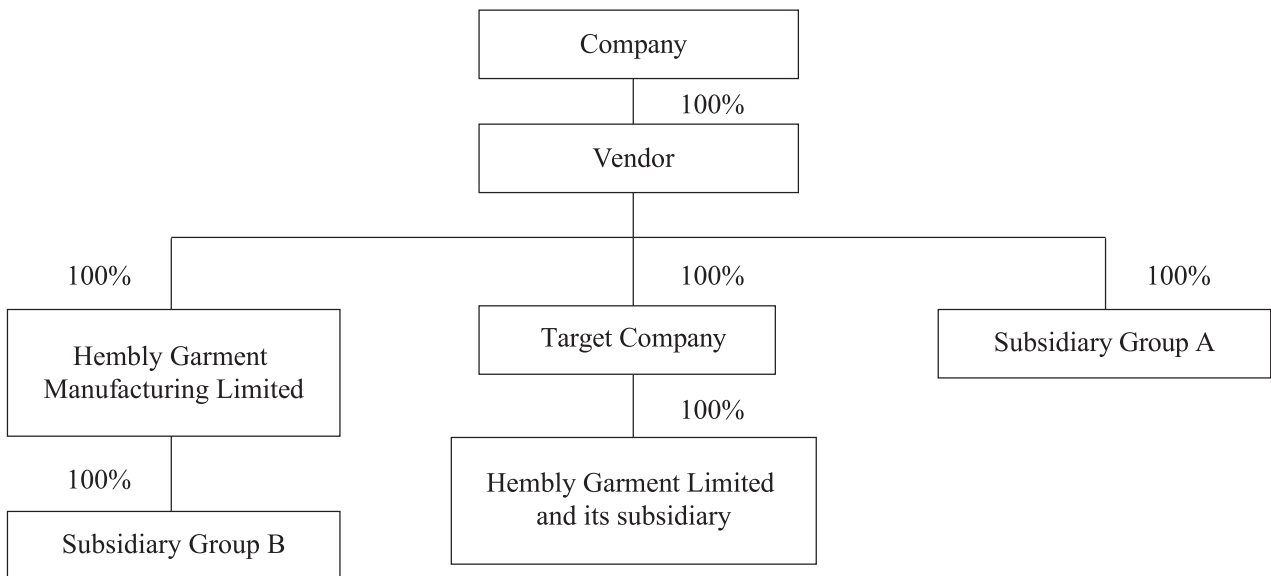 Company
100%
Vendor
100%
100%
100%
Hembly Garment
Manufacturing Limited
Target Company
Subsidiary Group A
100%
100%
Hembly Garment Limited
and its subsidiary
Subsidiary Group B